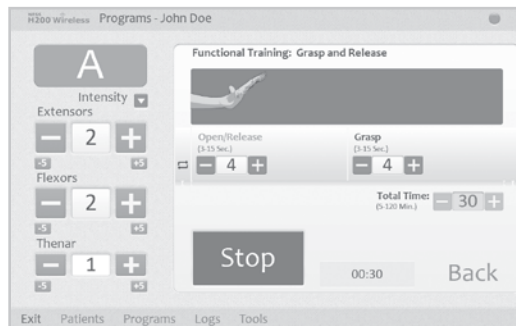 H200 Wireless Programs - John Doe
A
Intensity
Extensors
2
-5 +5
Flexors
2
-5 +5
Thenar
1
-5 +5
Functional Training: Grasp and Release
Open/Release
(3-15 Sec.)
4
Grasp
(3-15 Sec.)
4
Total Time:
(5-120 Min.)
30
Stop
00:30
Back
Exit Patients Programs Logs Tools